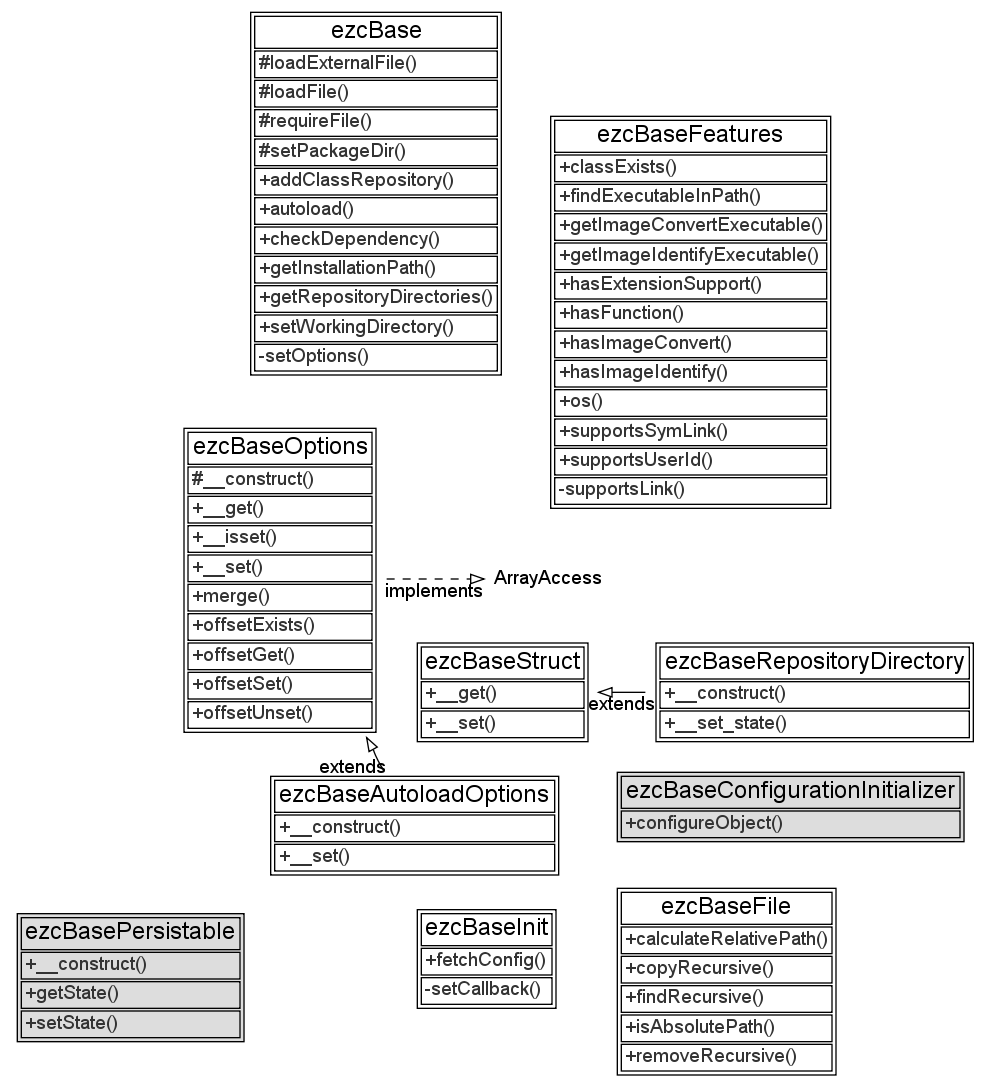 ezcBase
#loadExternalFile()
#loadFile()
#requireFile()
#setPackageDir()
+addClassRepository()
+autoload()
+checkDependency()
+getInstallationPath()
+getRepositoryDirectories()
+setWorkingDirectory()
-setOptions()
ezcBaseFeatures
+classExists()
+findExecutableInPath()
+getImageConvertExecutable()
+getImageIdentifyExecutable()
+hasExtensionSupport()
+hasFunction()
+hasImageConvert()
+hasImageIdentify()
+os()
+supportsSymLink()
+supportsUserId()
-supportsLink()
ezcBaseOptions
#__construct()
+__get()
+__isset()
+__set()
+merge()
+offsetExists()
+offsetGet()
+offsetSet()
+offsetUnset()
implements
ArrayAccess
ezcBaseStruct
+__get()
+__set()
extends
ezcBaseRepositoryDirectory
+__construct()
+__set_state()
extends
ezcBaseAutoloadOptions
+__construct()
+__set()
ezcBaseConfigurationInitializer
+configureObject()
ezcBasePersistable
+__construct()
+getState()
+setState()
ezcBaseInit
+fetchConfig()
-setCallback()
ezcBaseFile
+calculateRelativePath()
+copyRecursive()
+findRecursive()
+isAbsolutePath()
+removeRecursive()